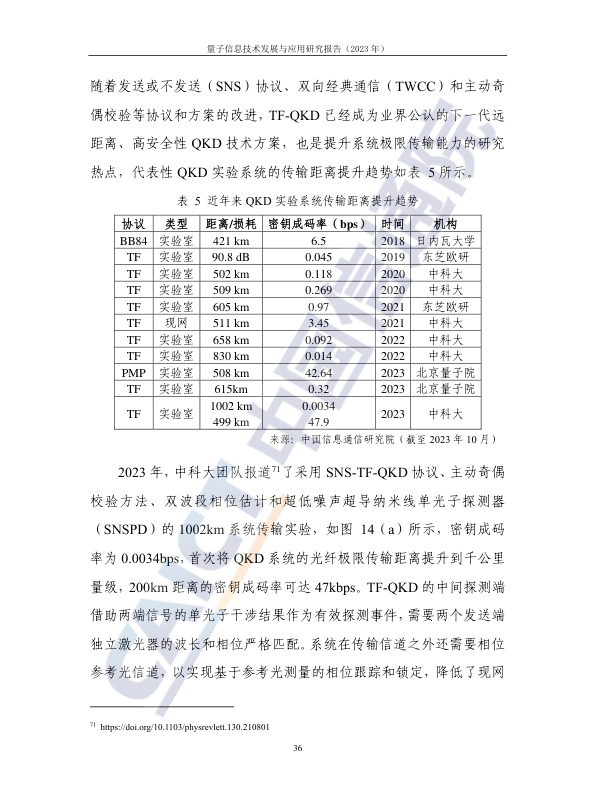 量子信息技术发展与应用研究报告（2023 年）
随着发送或不发送（SNS）协议、双向经典通信（TWCC）和主动奇
偶校验等协议和方案的改进，TF-QKD 已经成为业界公认的下一代远
距离、高安全性 QKD 技术方案，也是提升系统极限传输能力的研究
热点，代表性 QKD 实验系统的传输距离提升趋势如表 5 所示。
表 5 近年来 QKD 实验系统传输距离提升趋势
协议 类型 距离/损耗 密钥成码率（bps） 时间 机构
BB84 实验室 421 km 6.5 2018 日内瓦大学
TF 实验室 90.8 dB 0.045 2019 东芝欧研
TF 实验室 502 km 0.118 2020 中科大
TF 实验室 509 km 0.269 2020 中科大
TF 实验室 605 km 0.97 2021 东芝欧研
TF 现网 511 km 3.45 2021 中科大
TF 实验室 658 km 0.092 2022 中科大
TF 实验室 830 km 0.014 2022 中科大
PMP 实验室 508 km 42.64 2023 北京量子院
TF 实验室 615km 0.32 2023 北京量子院
TF 实验室 1002 km 0.0034 2023 中科大
499 km 47.9
来源：中国信息通信研究院（截至 2023 年 10 月）
2023 年，中科大团队报道71了采用 SNS-TF-QKD 协议、主动奇偶
校验方法、双波段相位估计和超低噪声超导纳米线单光子探测器
（SNSPD）的 1002km 系统传输实验，如图 14（a）所示，密钥成码
率为 0.0034bps，首次将 QKD 系统的光纤极限传输距离提升到千公里
量级，200km 距离的密钥成码率可达 47kbps。TF-QKD 的中间探测端
借助两端信号的单光子干涉结果作为有效探测事件，需要两个发送端
独立激光器的波长和相位严格匹配。系统在传输信道之外还需要相位
参考光信道，以实现基于参考光测量的相位跟踪和锁定，降低了现网
71 https://doi.org/10.1103/physrevlett.130.210801
36
CAICT 中国信通院